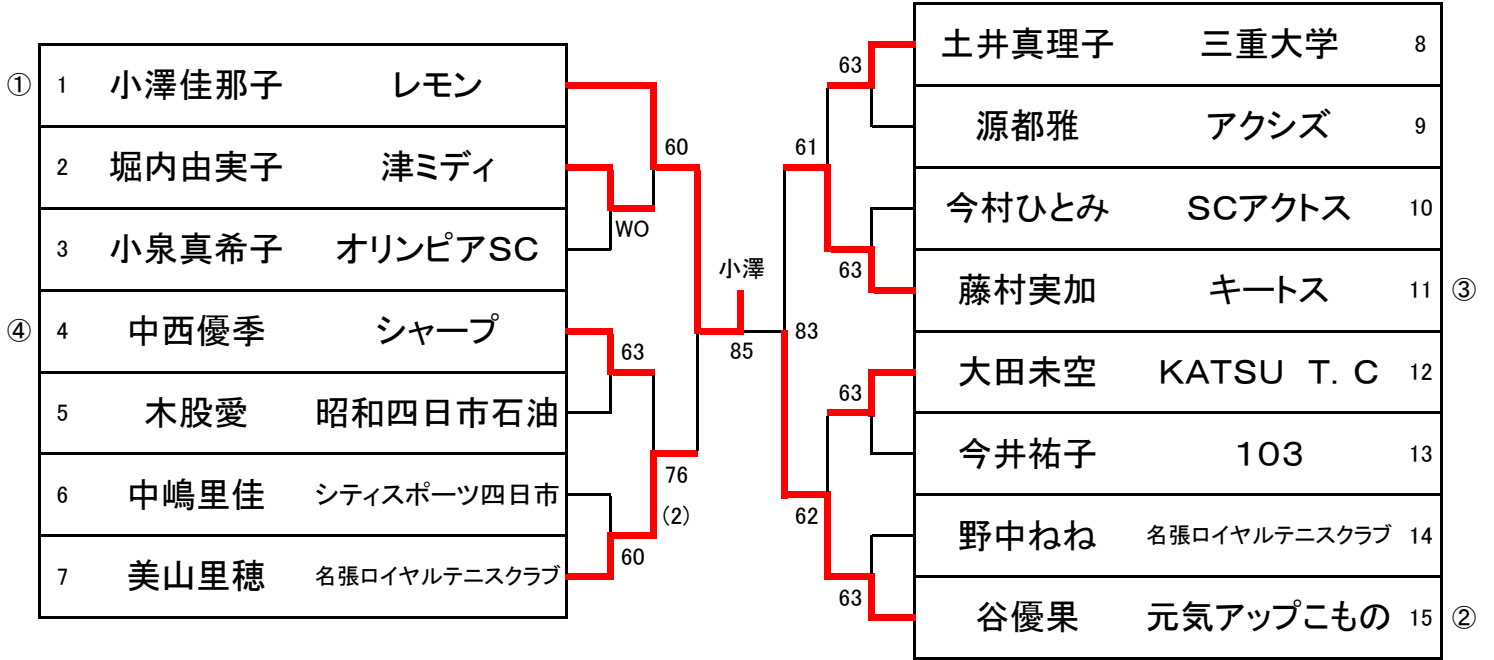 ① 1 小澤佳那子 レモン
2 堀内由実子 津ミディ
3 小泉真希子 オリンピアSC
④ 4 中西優季 シャープ
5 木股愛 昭和四日市石油
6 中嶋里佳 シティスポーツ四日市
7 美山里穂 名張ロイヤルテニスクラブ
60
WO
63
76
(2)
60
小澤
85
83
63
61
63
63
62
63
土井真理子 三重大学 8
源都雅 アクシズ 9
今村ひとみ SCアクトス 10
藤村実加 キートス 11 ③
大田未空 KATSU T. C 12
今井祐子 103 13
野中ねね 名張ロイヤルテニスクラブ 14
谷優果 元気アップこもの 15 ②